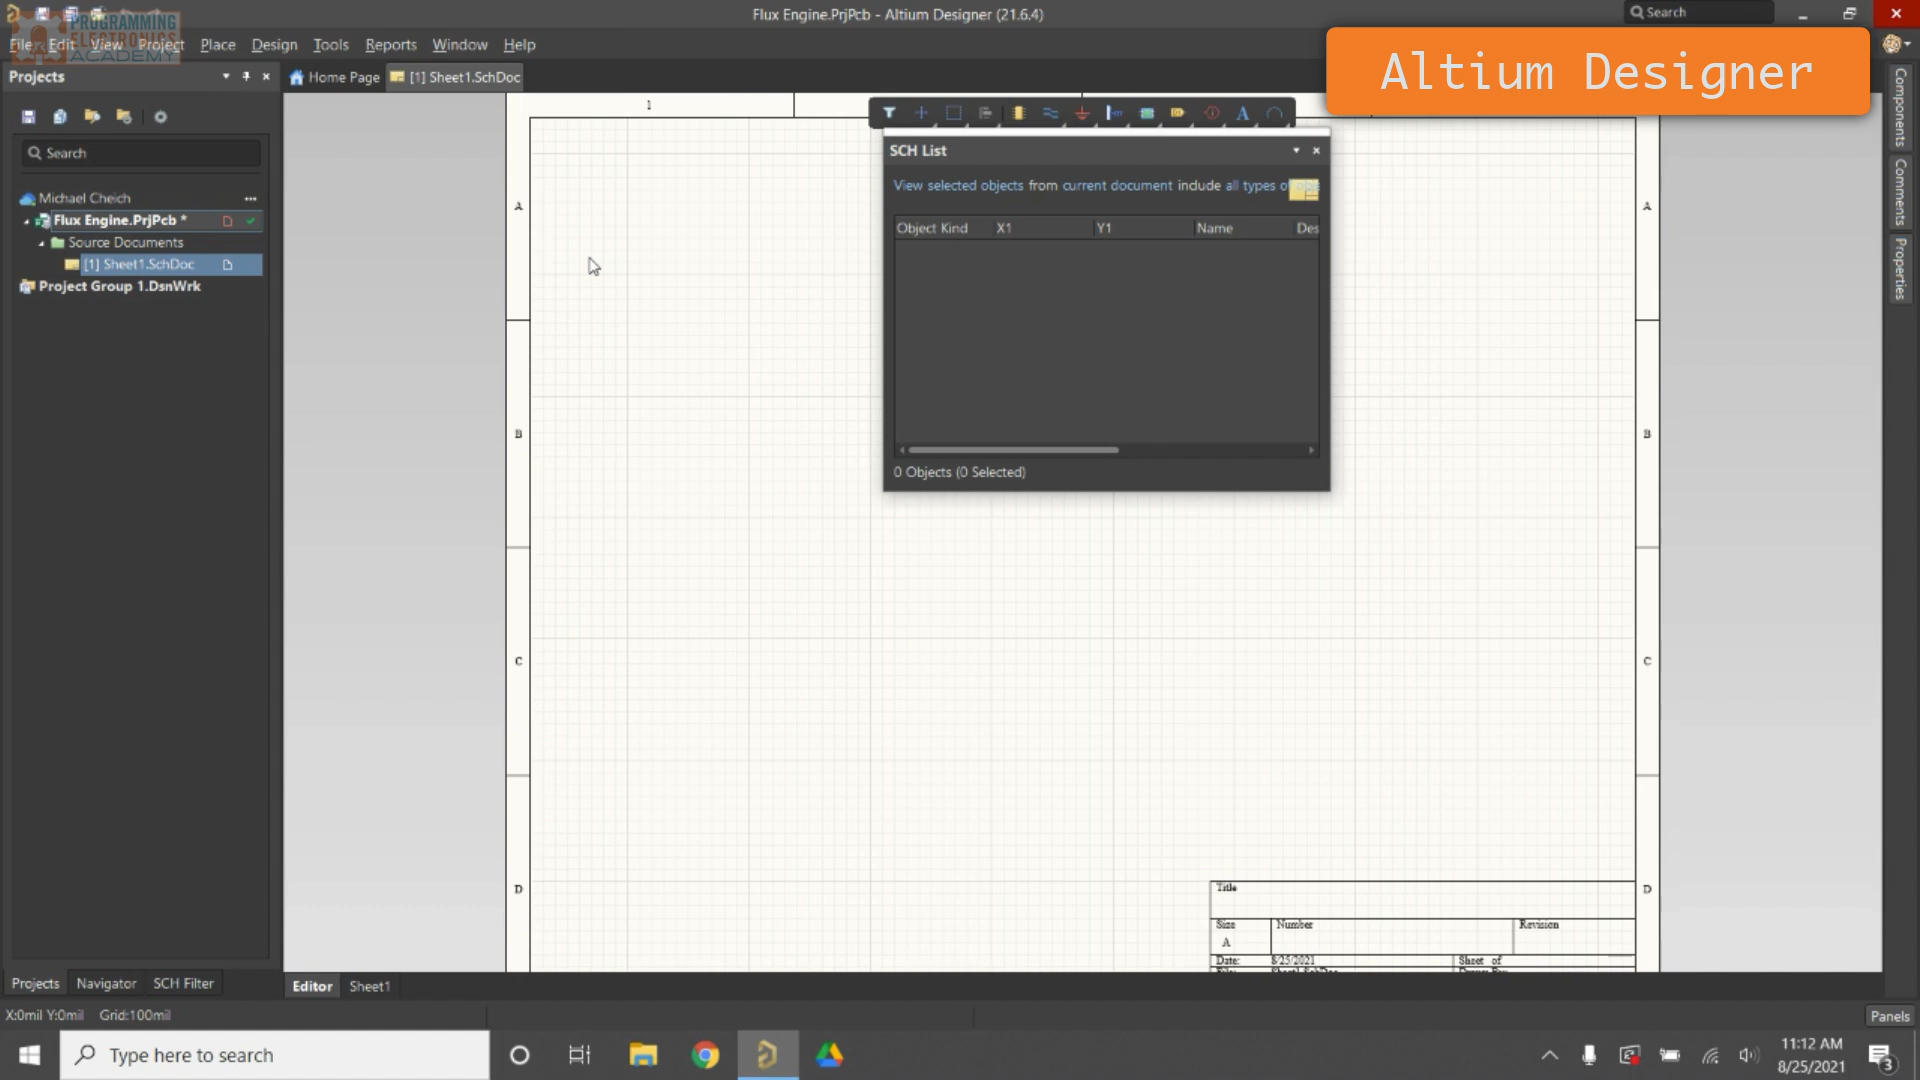 Flux Engine.PrjPcb - Altium Designer (21.6.4)
Search
PROGRAMMING
ELECTRONICS
ACADEMY
File Edit View Project Place Design Tools Reports Window Help
Altium Designer
Projects
Home Page
[1] Sheet1.SchDoc
Search
Michael Cheich
Flux Engine.PrjPcb *
Source Documents
[1] Sheet1.SchDoc
Project Group 1.DsnWrk
1
A
B
C
D
A
B
C
D
SCH List
View selected objects from current document include all types of
Object Kind X1 Y1 Name Des
0 Objects (0 Selected)
Components
Comments
Properties
Title
Size Number Revision
A
Date: 8/25/2021 Sheet of
Projects Navigator SCH Filter
Editor Sheet1
X:0mil Y:0mil Grid:100mil
Panels
Type here to search
11:12 AM
8/25/2021
3